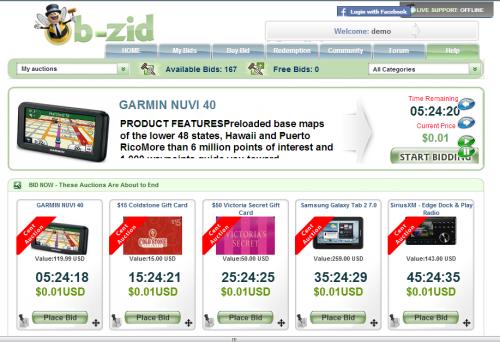 b-zid
Login with Facebook
LIVE SUPPORT: OFFLINE
Welcome: demo
HOME My Bids Buy Bid Redemption Community Forum Help
My auctions Available Bids: 167 Free Bids: 0 All Categories
GARMIN NUVI 40
PRODUCT FEATURESPreloaded base maps
of the lower 48 states, Hawaii and Puerto
RicoMore than 6 million points of interest and
Time Remaining
05:24:20
Current Price
$0.01
START BIDDING
BID NOW - These Auctions Are About to End
GARMIN NUVI 40
Cent Auction
Value:119.99 USD
05:24:18
$0.01USD
Place Bid
$15 Coldstone Gift Card
Cent Auction
$15
COLDSTONE
Value:15.00 USD
15:24:21
$0.01USD
Place Bid
$50 Victoria Secret Gift
Card
Cent Auction
VICTORIA'S
SECRET
Value:50.00 USD
25:24:25
$0.01USD
Place Bid
Samsung Galaxy Tab 2 7.0
Cent Auction
Value:259.00 USD
35:24:29
$0.01USD
Place Bid
SiriusXM - Edge Dock & Play
Radio
Cent Auction
Value:143.00 USD
45:24:35
$0.01USD
Place Bid